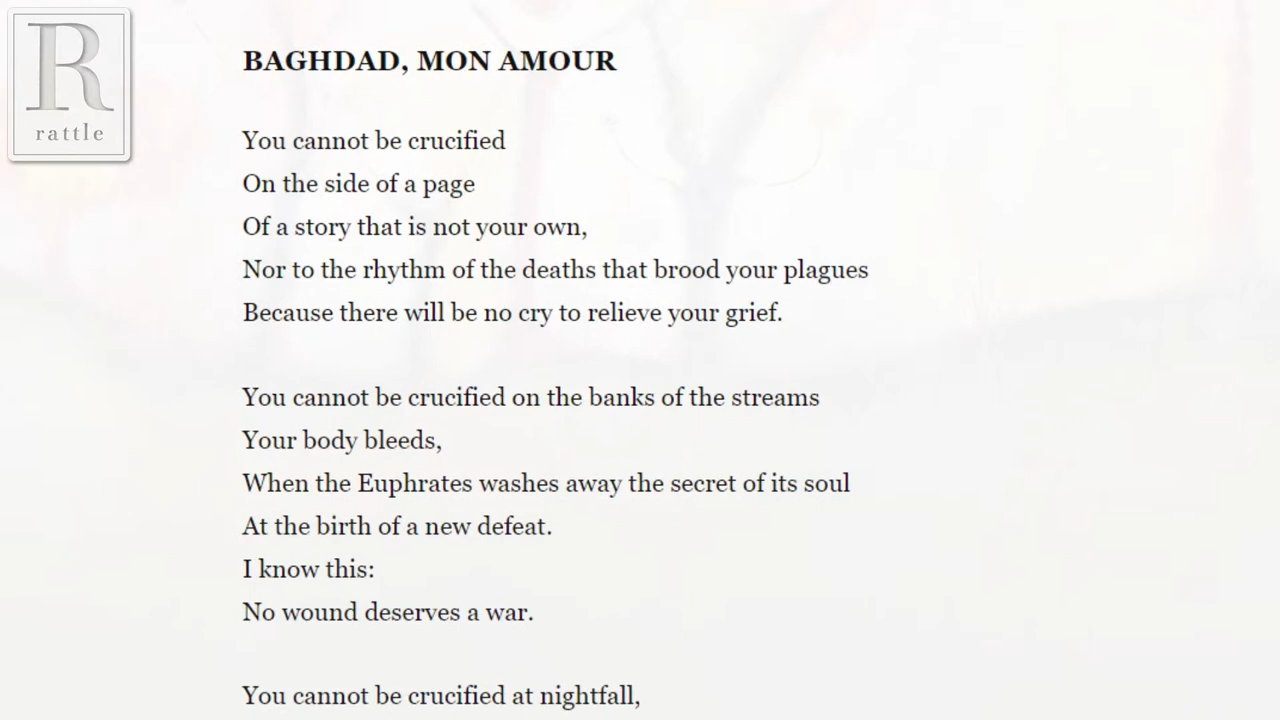 R
rattle
BAGHDAD, MON AMOUR
You cannot be crucified
On the side of a page
Of a story that is not your own,
Nor to the rhythm of the deaths that brood your plagues
Because there will be no cry to relieve your grief.
You cannot be crucified on the banks of the streams
Your body bleeds,
When the Euphrates washes away the secret of its soul
At the birth of a new defeat.
I know this:
No wound deserves a war.
You cannot be crucified at nightfall,